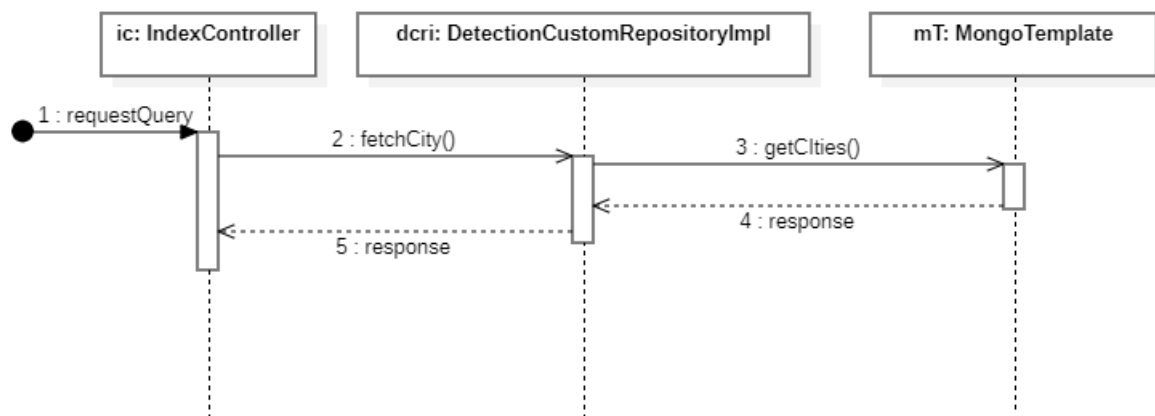 ic: IndexController
dcri: DetectionCustomRepositoryImpl
mT: MongoTemplate
1 : requestQuery
2 : fetchCity()
3 : getCIties()
4 : response
5 : response